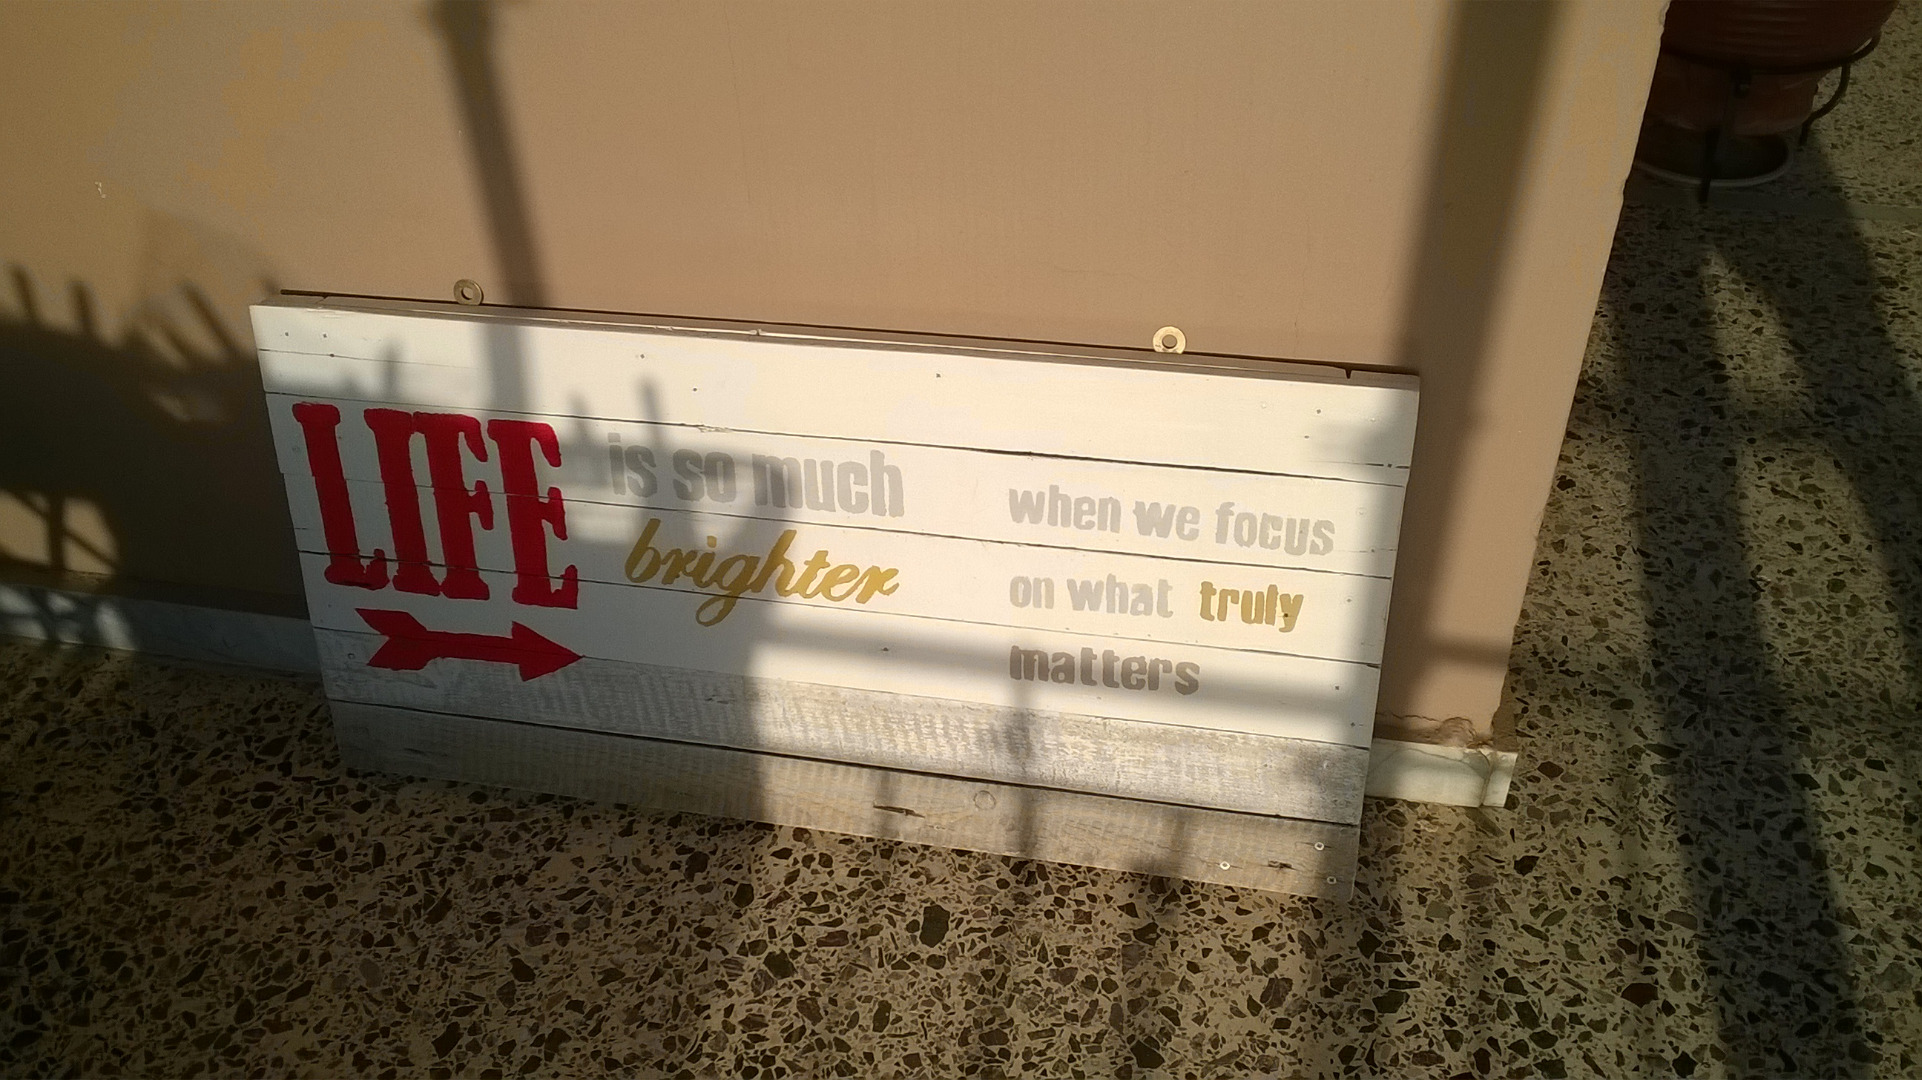 LIFE
is so much
brighter
when we focus
on what truly
matters